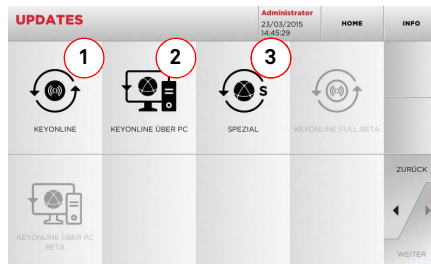 UPDATES
Administrator
23/03/2015
14:45:29
HOME
INFO
1
2
3
S
KEYONLINE
KEYONLINE ÜBER PC
SPEZIAL
KEYONLINE FULL BETA
ZURÜCK
KEYONLINE ÜBER PC
BETA
WEITER